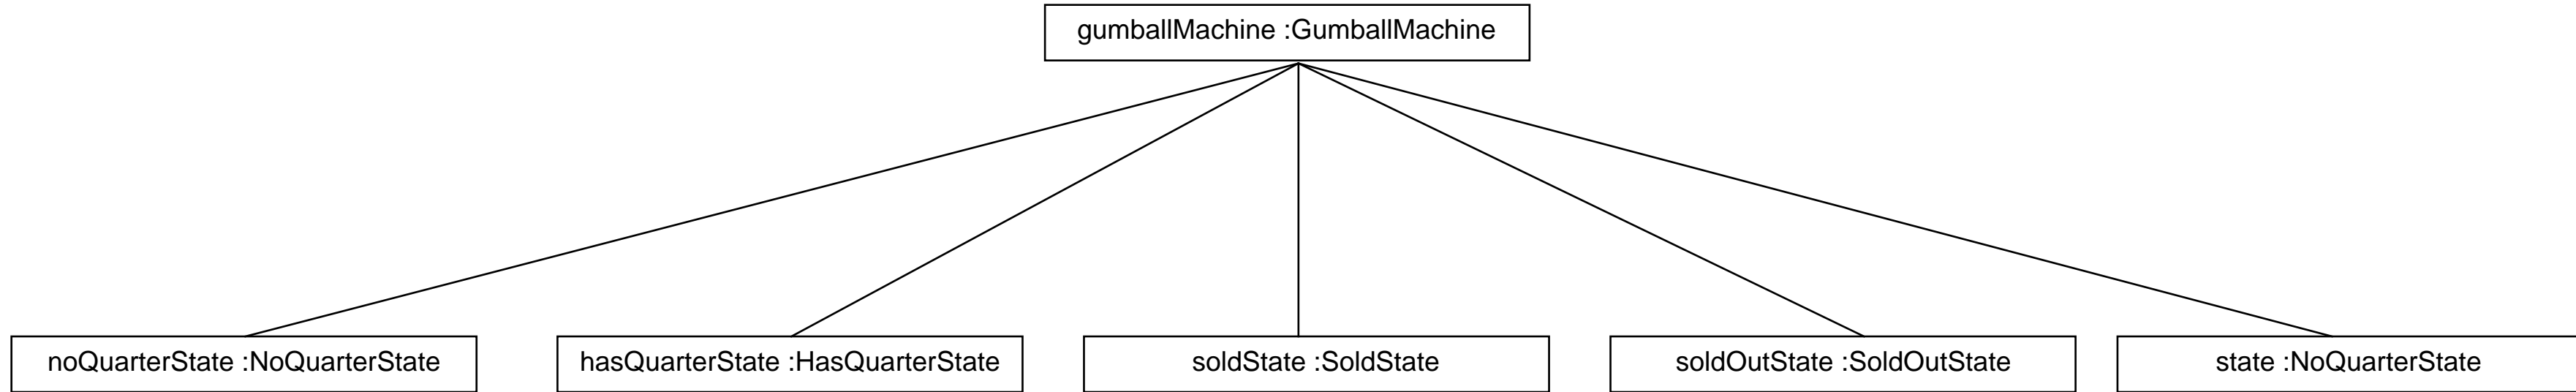 gumballMachine :GumballMachine
noQuarterState :NoQuarterState
hasQuarterState :HasQuarterState
soldState :SoldState
soldOutState :SoldOutState
state :NoQuarterState